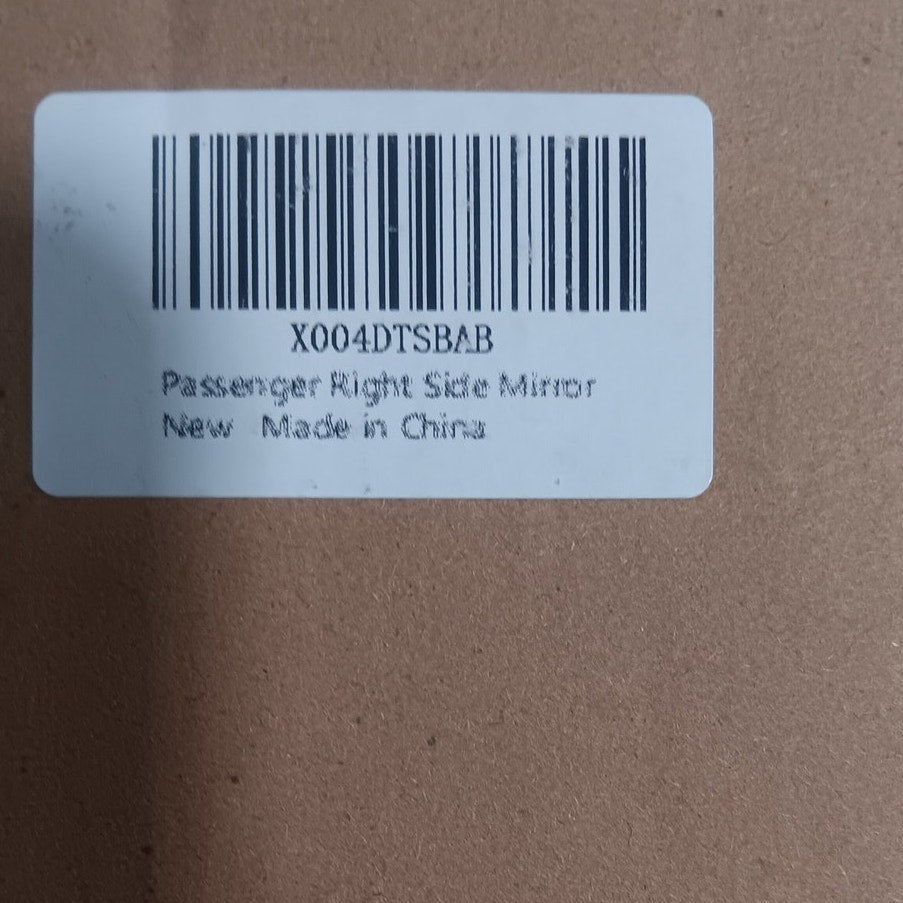 X004DTSBAB
Passenger Right Side Mirror
New Made in China